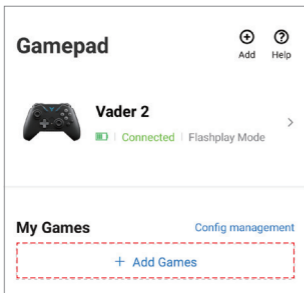 Gamepad
Add Help
Vader 2
Connected Flashplay Mode
My Games Config management
+ Add Games